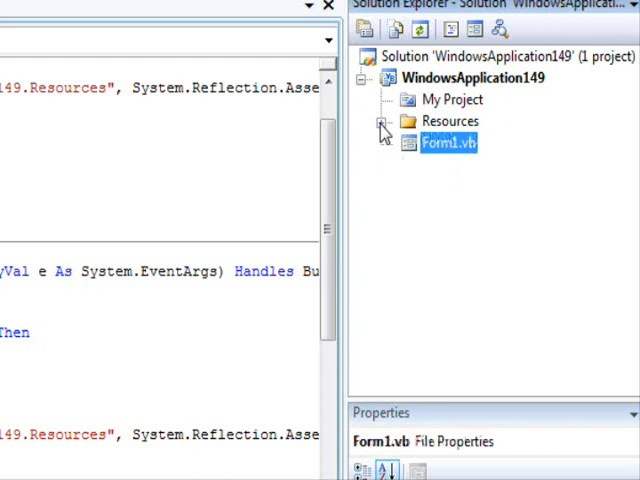 Solution Explorer - Solution 'WindowsApplicati...
Solution 'WindowsApplication149' (1 project)
WindowsApplication149
My Project
Resources
Form1.vb
149.Resources", System.Reflection.Asse
yVal e As System.EventArgs) Handles Bu
Then
149.Resources", System.Reflection.Asse
Properties
Form1.vb File Properties